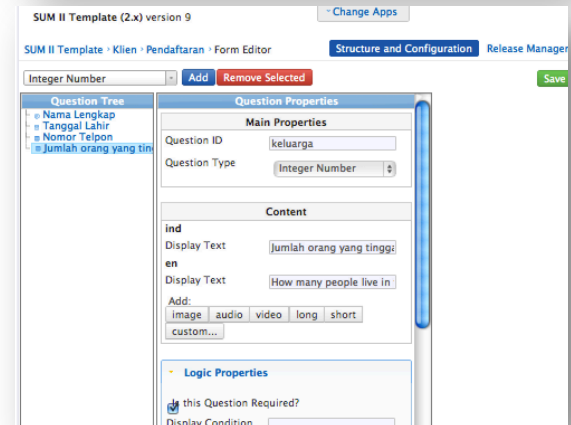 SUM II Template (2.x) version 9
Change Apps
SUM II Template › Klien › Pendaftaran › Form Editor
Structure and Configuration
Release Manager
Integer Number
Add
Remove Selected
Save
Question Tree
Nama Lengkap
Tanggal Lahir
Nomor Telpon
Jumlah orang yang tin
Question Properties
Main Properties
Question ID
keluarga
Question Type
Integer Number
Content
ind
Display Text
Jumlah orang yang tingga
en
Display Text
How many people live in
Add:
image audio video long short
custom...
Logic Properties
Is this Question Required?
Display Condition